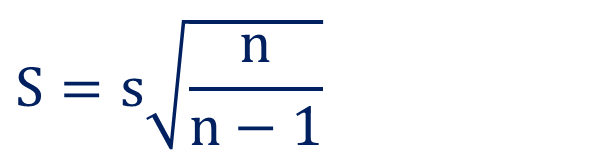 S = s√(n/(n − 1))